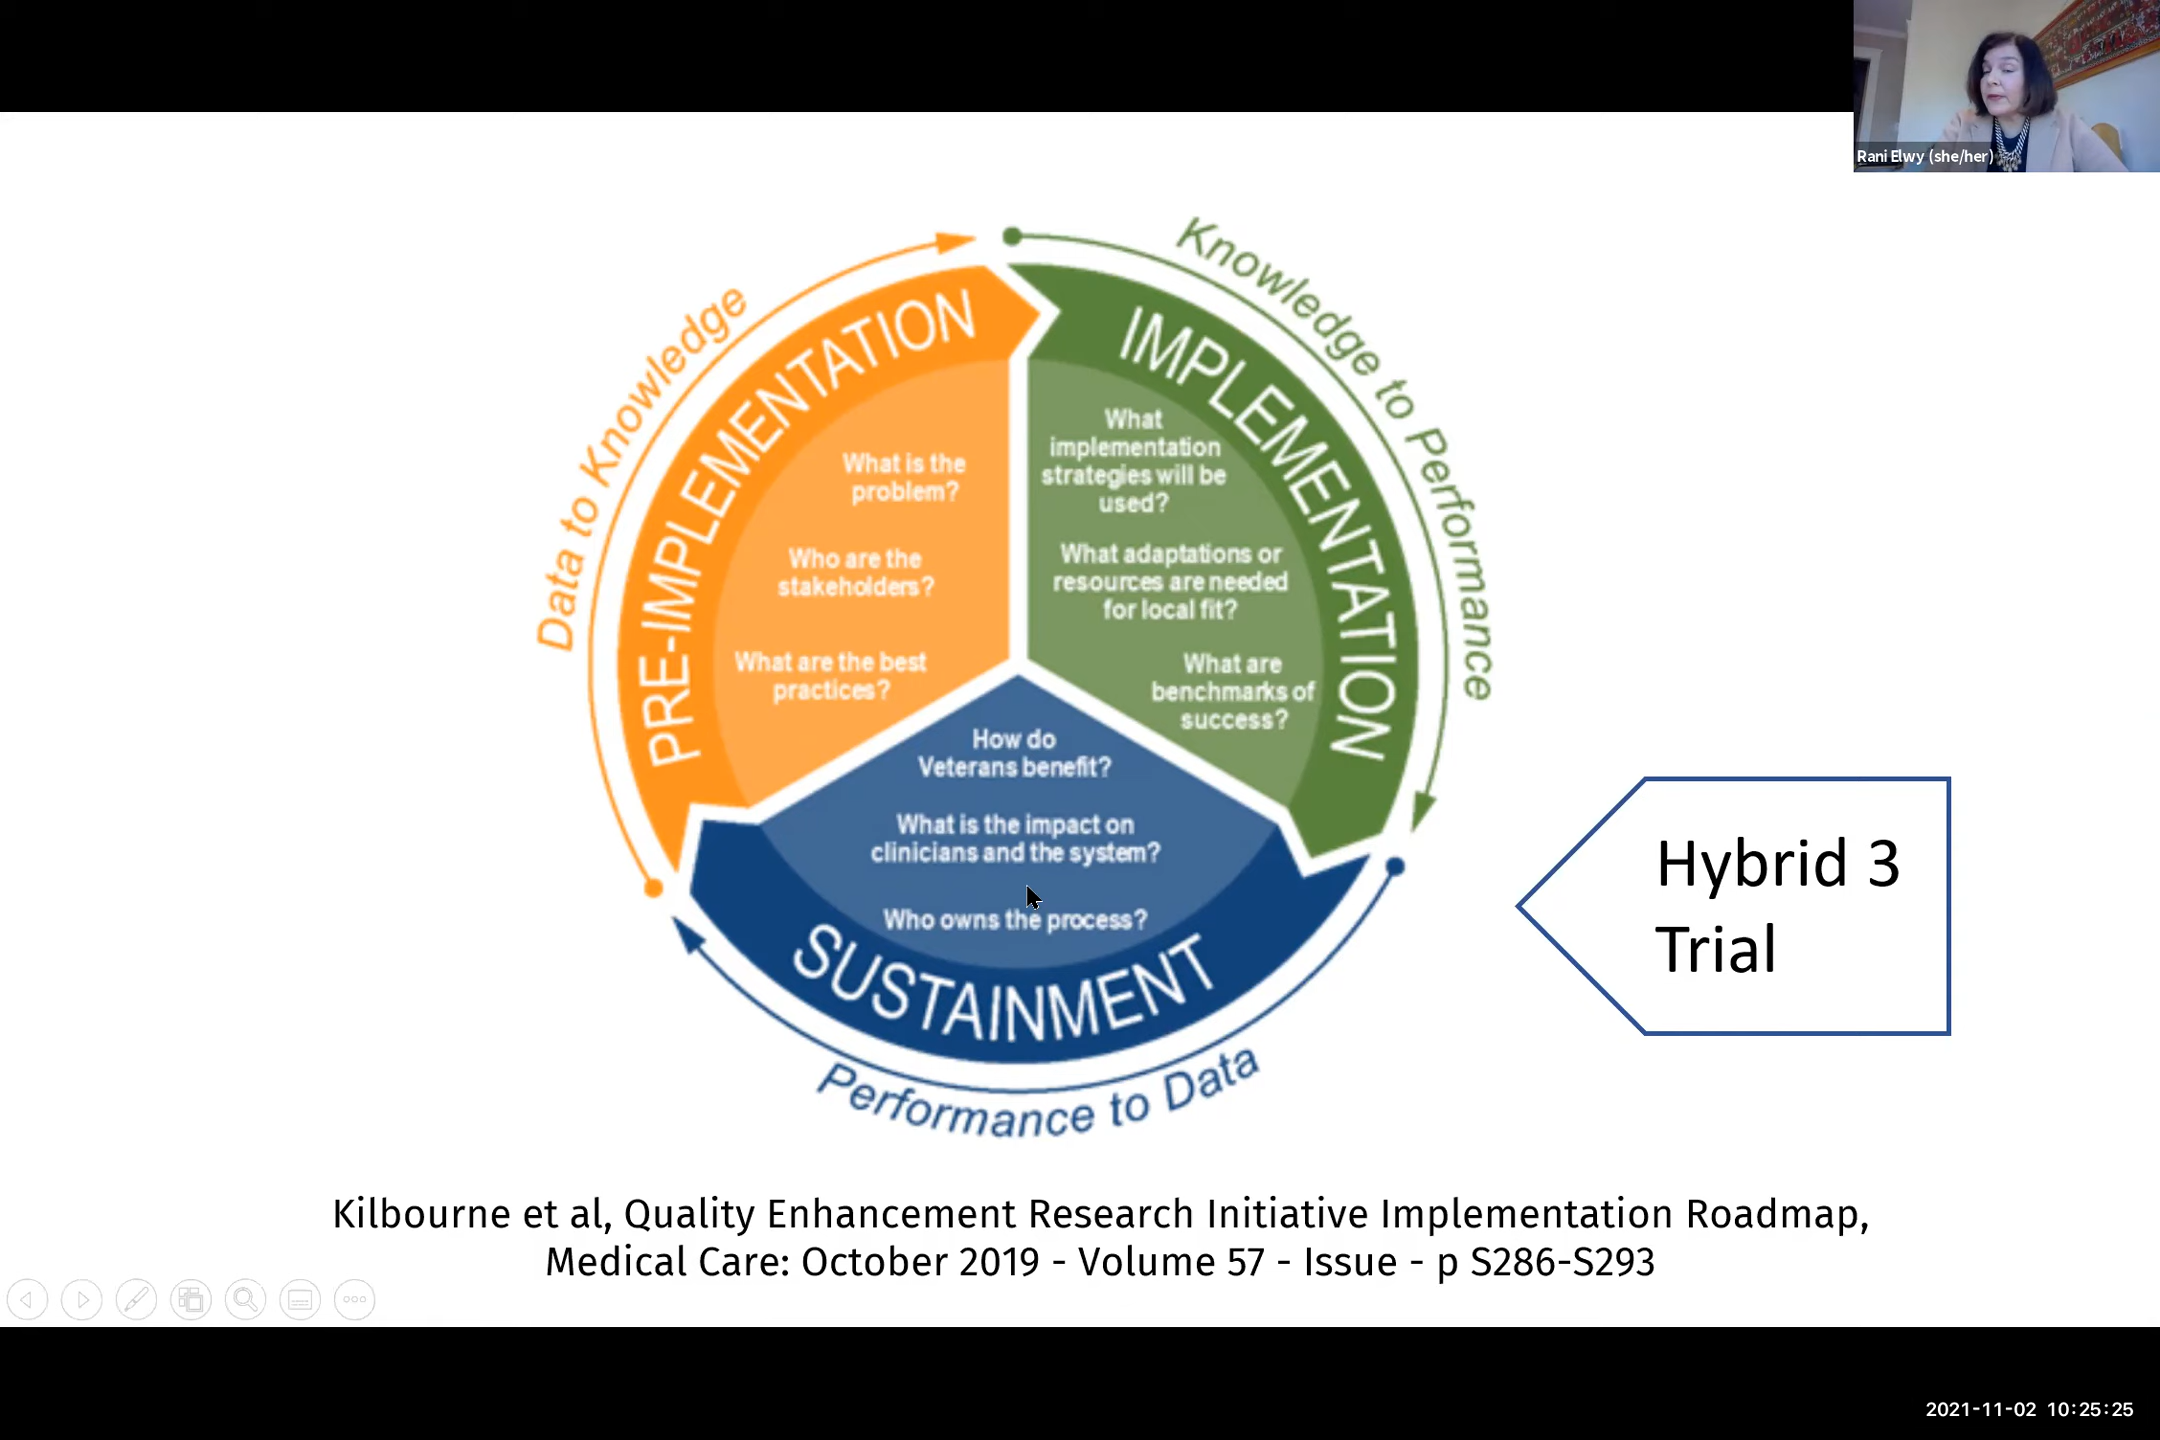 Rani Elwy (she/her)
Data to Knowledge
Knowledge to Performance
PRE-IMPLEMENTATION
IMPLEMENTATION
What is the
problem?
Who are the
stakeholders?
What are the best
practices?
What
implementation
strategies will be
used?
What adaptations or
resources are needed
for local fit?
What are
benchmarks of
success?
How do
Veterans benefit?
What is the impact on
clinicians and the system?
Who owns the process?
SUSTAINMENT
Performance to Data
Hybrid 3
Trial
Kilbourne et al, Quality Enhancement Research Initiative Implementation Roadmap,
Medical Care: October 2019 - Volume 57 - Issue - p S286-S293
2021-11-02 10:25:25